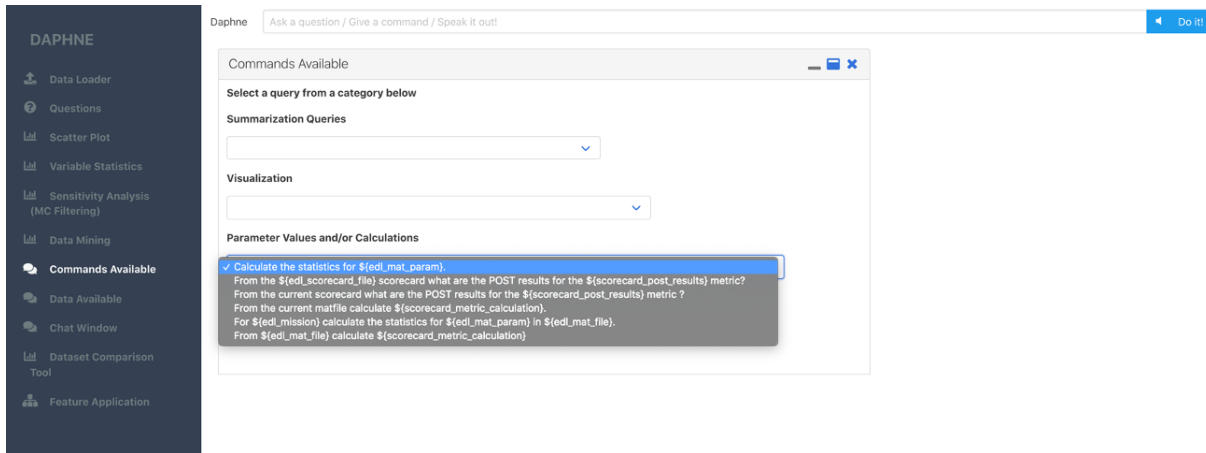 DAPHNE
Data Loader
Questions
Scatter Plot
Variable Statistics
Sensitivity Analysis
(MC Filtering)
Data Mining
Commands Available
Data Available
Chat Window
Dataset Comparison
Tool
Feature Application
Daphne
Ask a question / Give a command / Speak it out!
Do it!
Commands Available
Select a query from a category below
Summarization Queries
Visualization
Parameter Values and/or Calculations
✓ Calculate the statistics for ${edl_mat_param}.
From the ${edl_scorecard_file} scorecard what are the POST results for the ${scorecard_post_results} metric?
From the current scorecard what are the POST results for the ${scorecard_post_results} metric ?
From the current matfile calculate ${scorecard_metric_calculation}.
For ${edl_mission} calculate the statistics for ${edl_mat_param} in ${edl_mat_file}.
From ${edl_mat_file} calculate ${scorecard_metric_calculation}